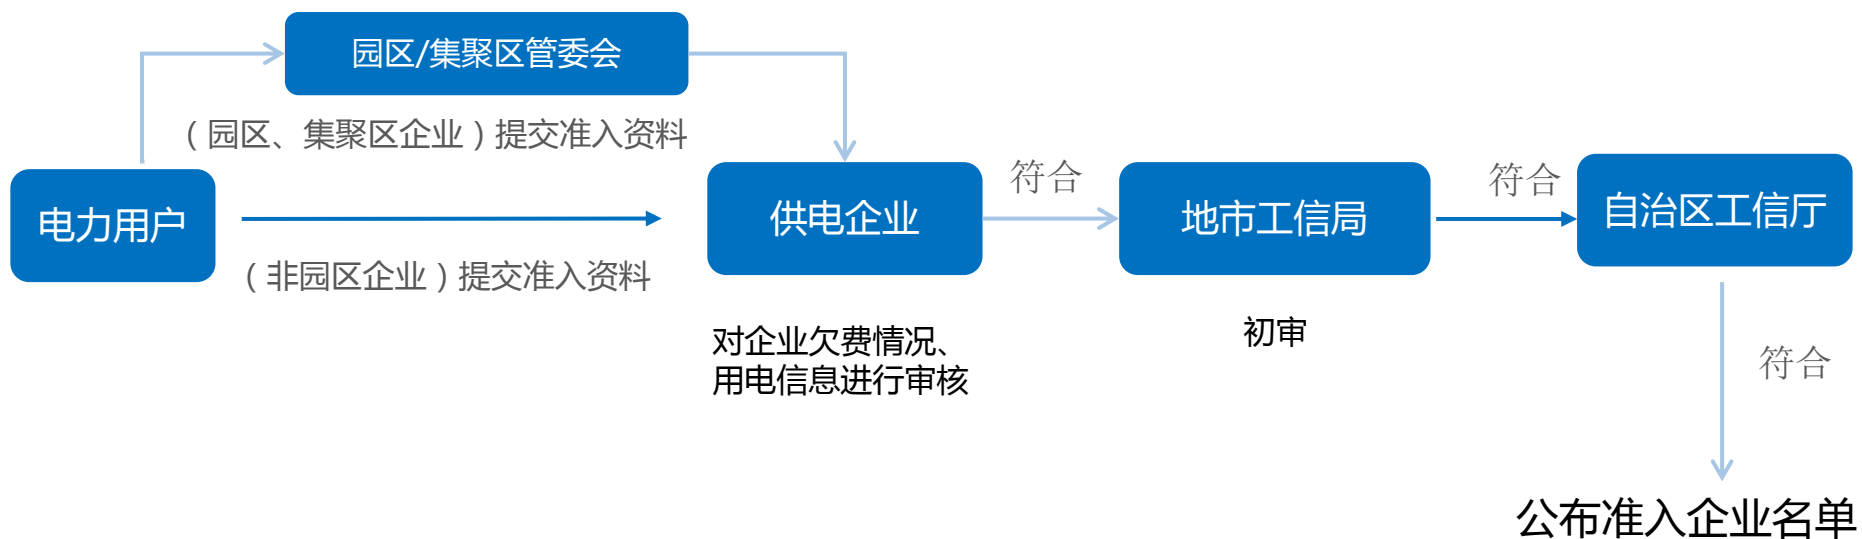 园区/集聚区管委会
（园区、集聚区企业）提交准入资料
电力用户
（非园区企业）提交准入资料
供电企业
对企业欠费情况、
用电信息进行审核
符合
地市工信局
初审
符合
自治区工信厅
符合
公布准入企业名单